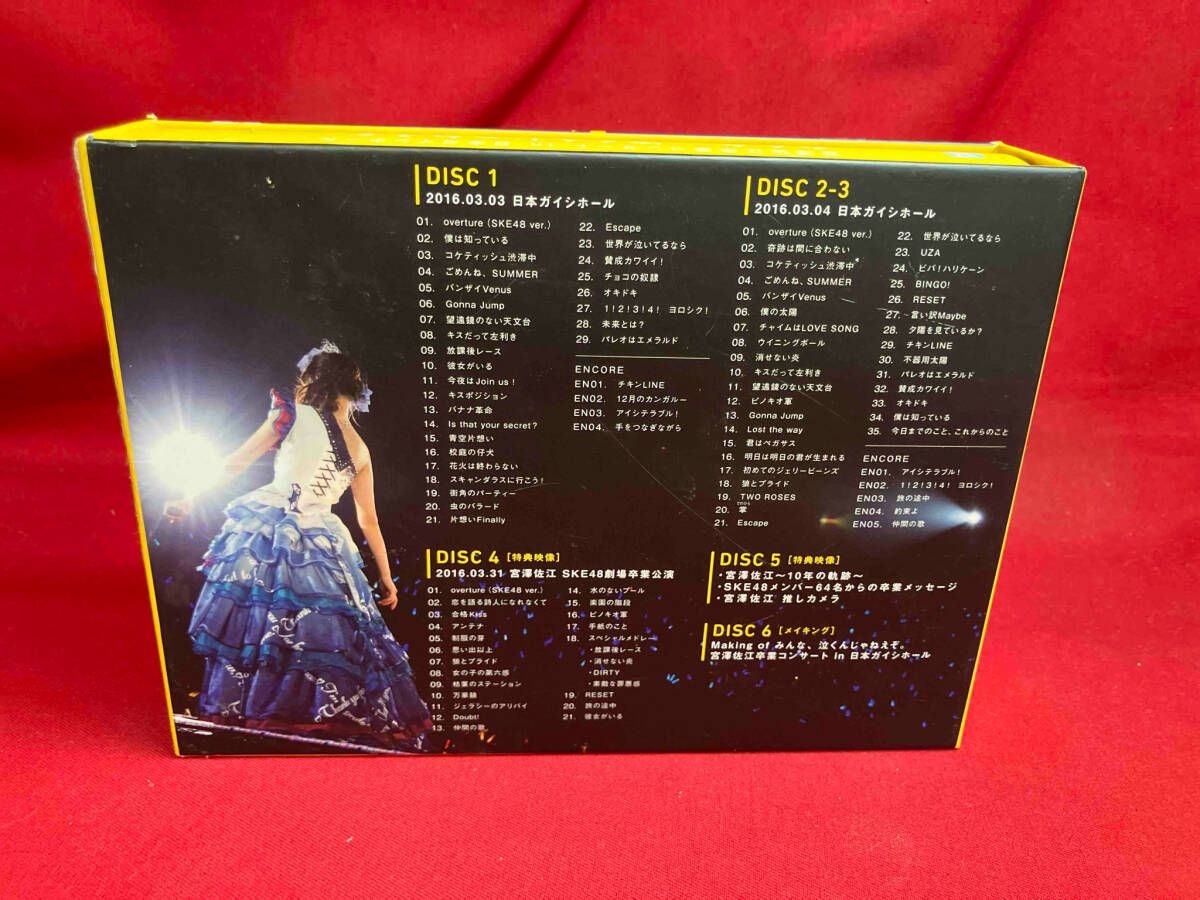 DISC 1
2016.03.03 日本ガイシホール
01. overture (SKE48 ver.)
02. 僕は知っている
03. コケティッシュ渋滞中
04. ごめんね、SUMMER
05. バンザイVenus
06. Gonna Jump
07. 望遠鏡のない天文台
08. キスだって左利き
09. 放課後レース
10. 彼女がいる
11. 今夜はJoin us!
12. キスポジション
13. バナナ革命
14. Is that your secret?
15. 青空片想い
16. 校庭の仔犬
17. 花火は終わらない
18. スキャンダラスに行こう!
19. 街角のパーティー
20. 虫のバラード
21. 片想いFinally
22. Escape
23. 世界が泣いてるなら
24. 賛成カワイイ!
25. チョコの奴隷
26. オキドキ
27. 1!2!3!4! ヨロシク!
28. 未来とは?
29. パレオはエメラルド
ENCORE
EN01. チキンLINE
EN02. 12月のカンガルー
EN03. アイシテラブル!
EN04. 手をつなぎながら
DISC 2-3
2016.03.04 日本ガイシホール
01. overture (SKE48 ver.)
02. 奇跡は間に合わない
03. コケティッシュ渋滞中*
04. ごめんね、SUMMER
05. バンザイVenus
06. 僕の太陽
07. チャイムはLOVE SONG
08. ウイニングボール
09. 消せない炎
10. キスだって左利き
11. 望遠鏡のない天文台
12. ピノキオ軍
13. Gonna Jump
14. Lost the way
15. 君はペガサス
16. 明日は明日の君が生まれる
17. 初めてのジェリービーンズ
18. 狼とプライド
19. TWO ROSES
20. 掌
21. Escape
22. 世界が泣いてるなら
23. UZA
24. ビバ!ハリケーン
25. BINGO!
26. RESET
27. 言い訳Maybe
28. 夕陽を見ているか?
29. チキンLINE
30. 不器用太陽
31. パレオはエメラルド
32. 賛成カワイイ!
33. オキドキ
34. 僕は知っている
35. 今日までのこと、これからのこと
ENCORE
EN01. アイシテラブル!
EN02. 1!2!3!4! ヨロシク!
EN03. 旅の途中
EN04. 約束よ
EN05. 仲間の歌
DISC 4 [特典映像]
2016.03.31 宮澤佐江 SKE48劇場卒業公演
01. overture (SKE48 ver.)
02. 恋を語る詩人になれなくて
03. 合格Kiss
04. アンテナ
05. 制服の芽
06. 思い出以上
07. 狼とプライド
08. 女の子の第六感
09. 枯葉のステーション
10. 万華鏡
11. ジェラシーのアリバイ
12. Doubt!
13. 仲間の歌
14. 水のないプール
15. 楽園の階段
16. ピノキオ軍
17. 手紙のこと
18. スペシャルメドレー
・放課後レース
・消せない炎
・DIRTY
・素敵な罪悪感
19. RESET
20. 旅の途中
21. 彼女がいる
DISC 5 [特典映像]
・宮澤佐江～10年の軌跡～
・SKE48メンバー64名からの卒業メッセージ
・宮澤佐江 推しカメラ
DISC 6 [メイキング]
Making of みんな、泣くんじゃねえぞ。
宮澤佐江卒業コンサート in 日本ガイシホール